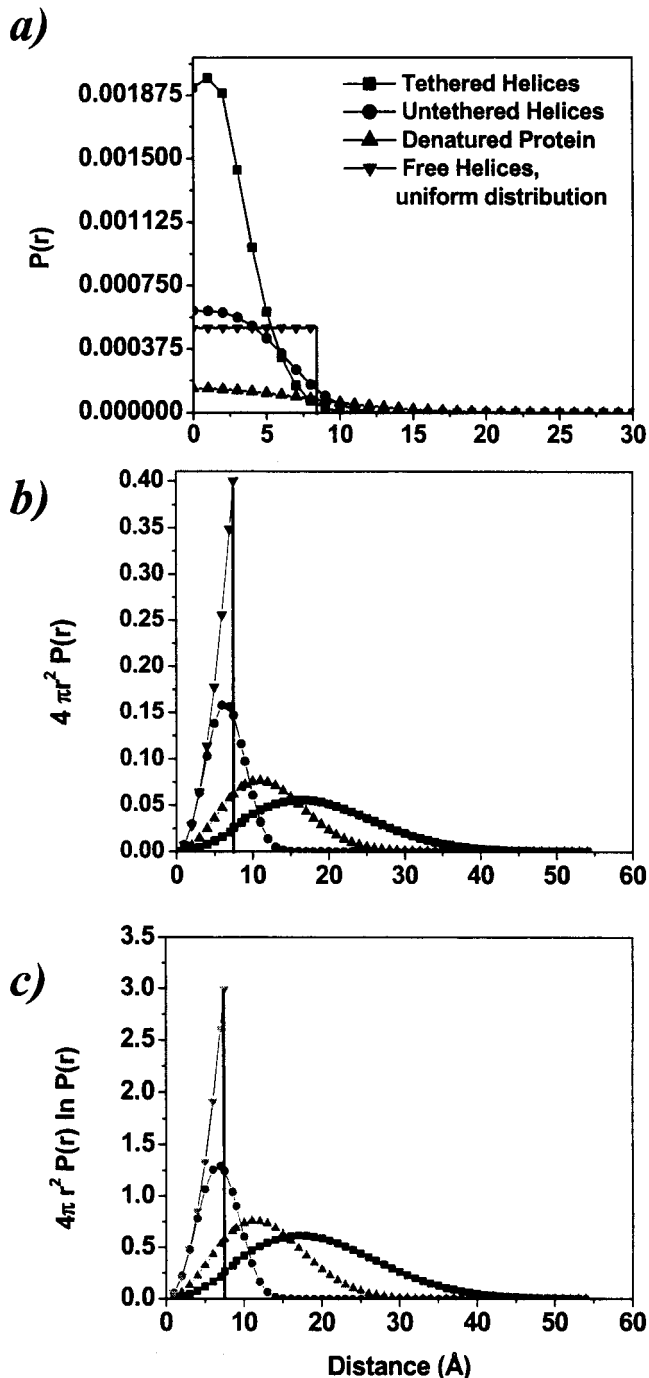 a)
P(r)
0.001875
0.001500
0.001125
0.000750
0.000375
0.000000
Tethered Helices
Untethered Helices
Denatured Protein
Free Helices,
uniform distribution
0 5 10 15 20 25 30
b)
4 πr² P(r)
0.40
0.35
0.30
0.25
0.20
0.15
0.10
0.05
0.00
0 10 20 30 40 50 60
c)
4π r² P(r) ln P(r)
3.5
3.0
2.5
2.0
1.5
1.0
0.5
0.0
0 10 20 30 40 50 60
Distance (Å)